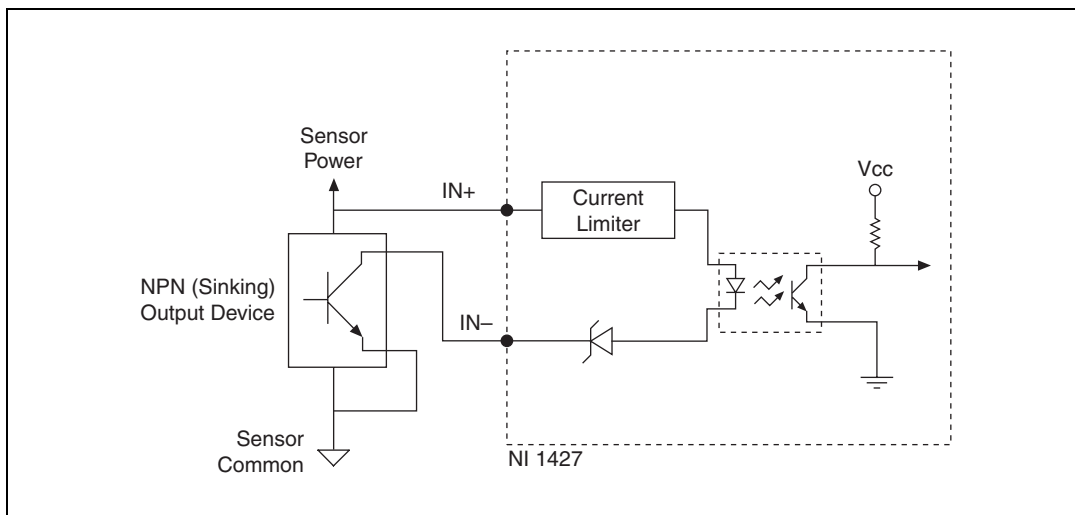 Sensor
Power
IN+
Current
Limiter
Vcc
NPN (Sinking)
Output Device
IN–
Sensor
Common
NI 1427